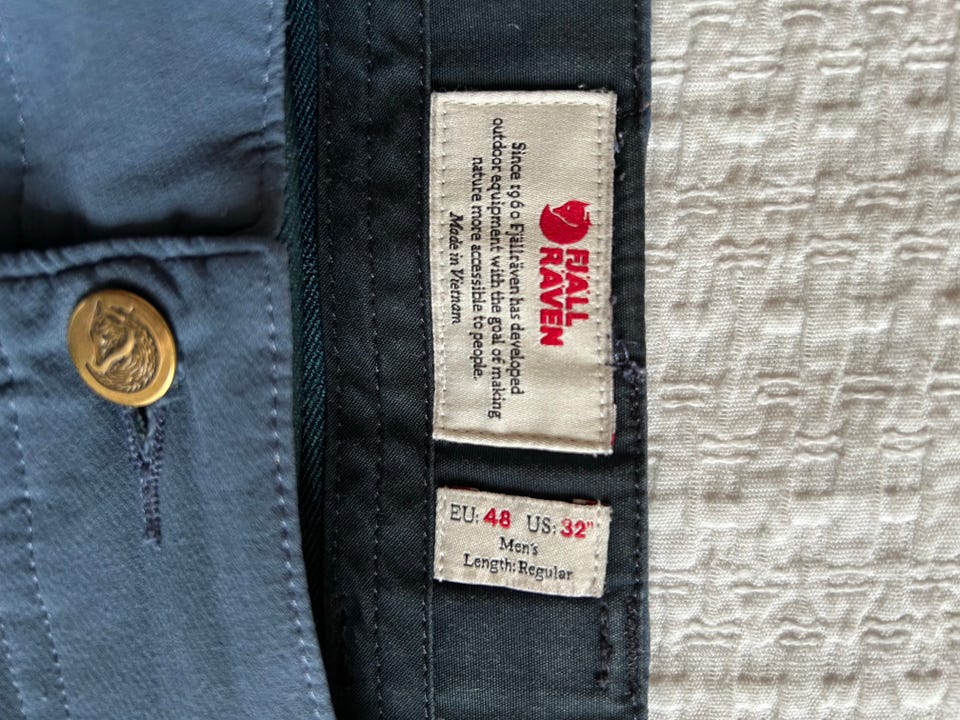 FJÄLL
RÄVEN
Since 1960 Fjällräven has developed
outdoor equipment with the goal of making
nature more accessible to people.
Made in Vietnam
EU: 48 US: 32"
Men's
Length: Regular